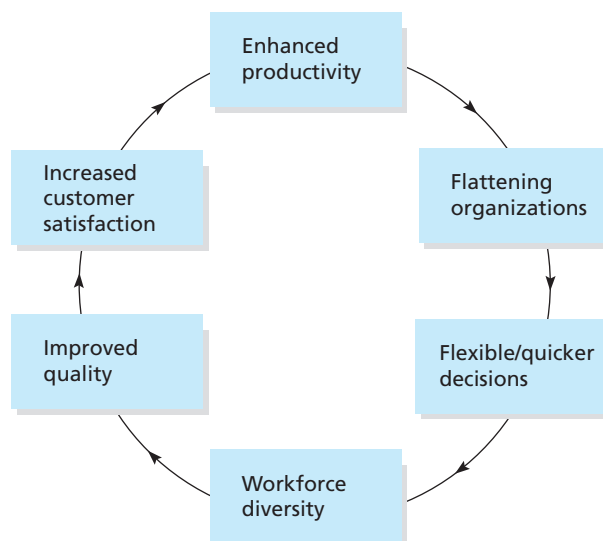 Enhanced
productivity
Flattening
organizations
Flexible/quicker
decisions
Workforce
diversity
Improved
quality
Increased
customer
satisfaction